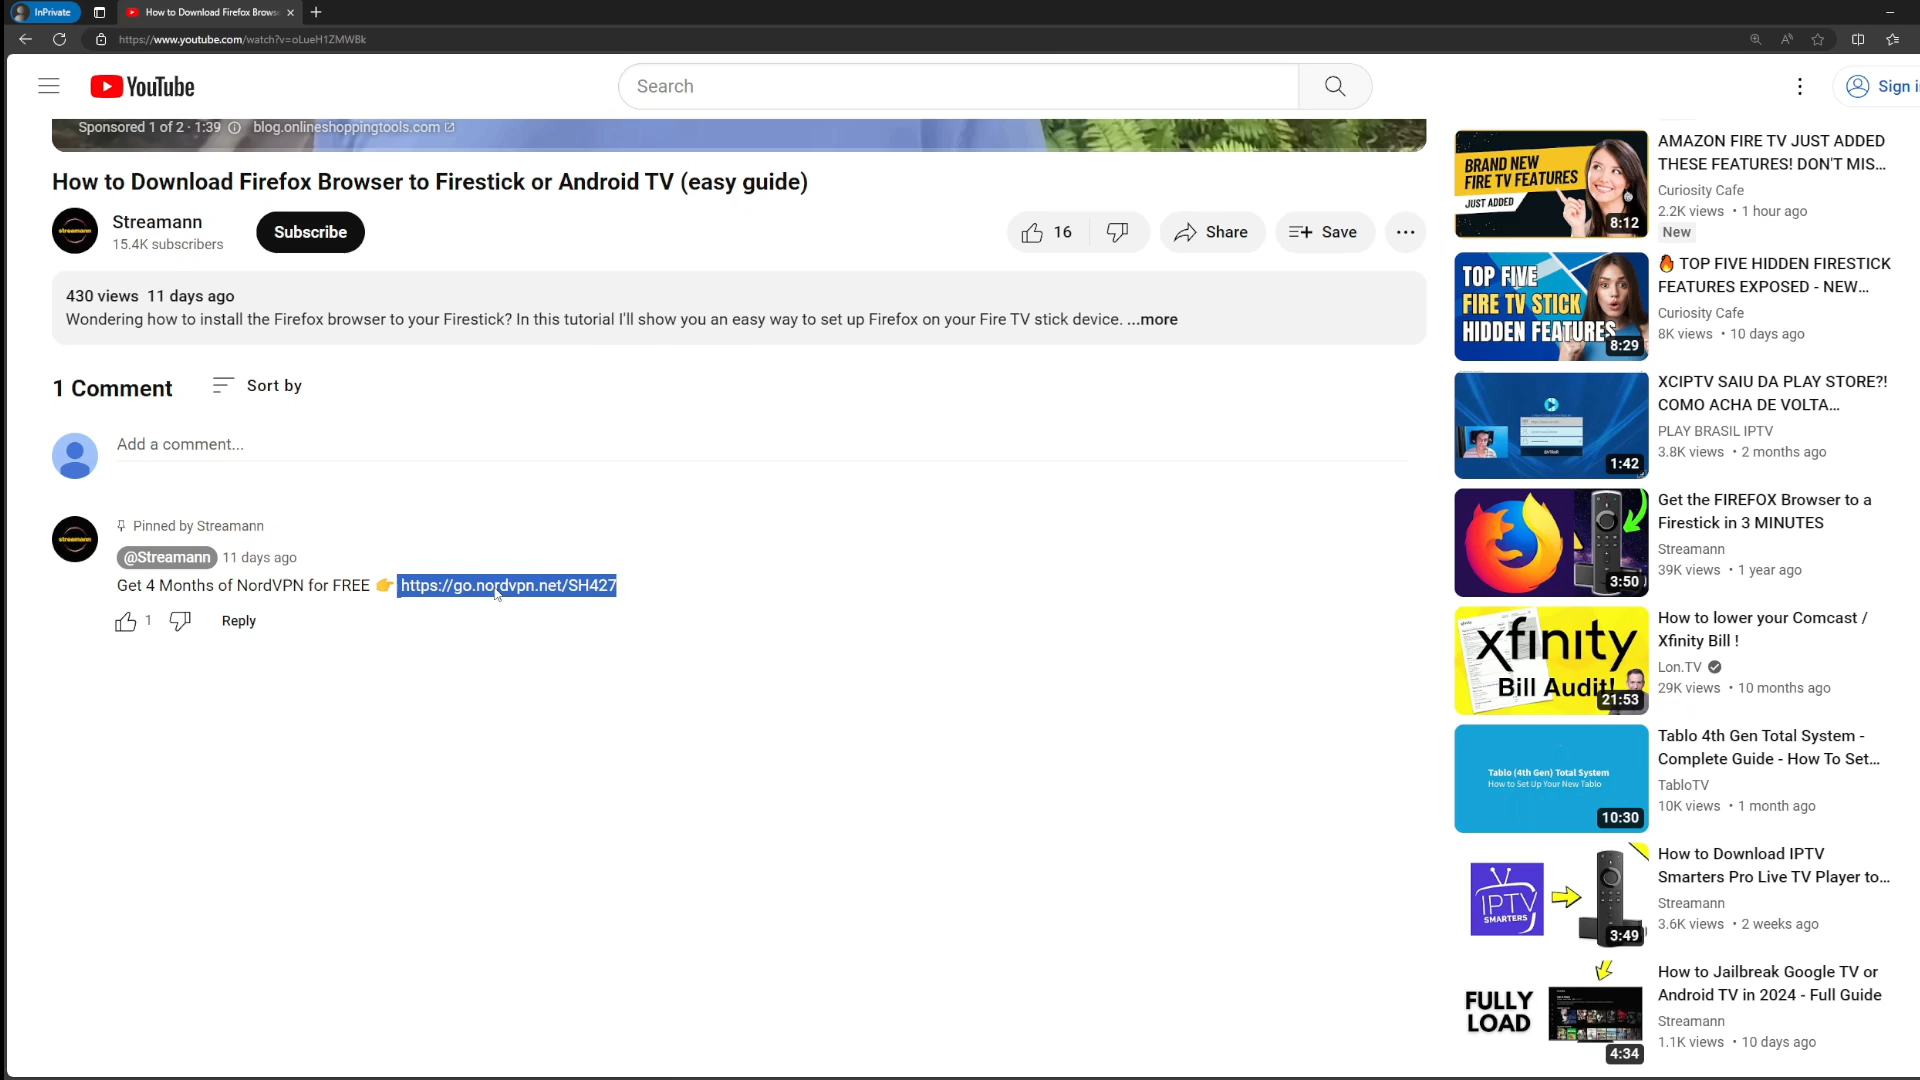 InPrivate
How to Download Firefox Brows
https://www.youtube.com/watch?v=oLueH1ZMWBk
YouTube
Search
Sign i
Sponsored 1 of 2 · 1:39
blog.onlineshoppingtools.com
How to Download Firefox Browser to Firestick or Android TV (easy guide)
Streamann
15.4K subscribers
Subscribe
16
Share
Save
430 views 11 days ago
Wondering how to install the Firefox browser to your Firestick? In this tutorial I'll show you an easy way to set up Firefox on your Fire TV stick device. ...more
1 Comment
Sort by
Add a comment...
streamann
Pinned by Streamann
@Streamann 11 days ago
Get 4 Months of NordVPN for FREE 👉 https://go.nordvpn.net/SH427
1
Reply
BRAND NEW
FIRE TV FEATURES
JUST ADDED
8:12
AMAZON FIRE TV JUST ADDED
THESE FEATURES! DON'T MIS...
Curiosity Cafe
2.2K views • 1 hour ago
New
TOP FIVE
FIRE TV STICK
HIDDEN FEATURES
8:29
🔥 TOP FIVE HIDDEN FIRESTICK
FEATURES EXPOSED - NEW...
Curiosity Cafe
8K views • 10 days ago
1:42
XCIPTV SAIU DA PLAY STORE?!
COMO ACHA DE VOLTA...
PLAY BRASIL IPTV
3.8K views • 2 months ago
3:50
Get the FIREFOX Browser to a
Firestick in 3 MINUTES
Streamann
39K views • 1 year ago
xfinity
Bill Audit!
21:53
How to lower your Comcast /
Xfinity Bill !
Lon.TV
29K views • 10 months ago
Tablo (4th Gen) Total System
How to Set Up Your New Tablo
10:30
Tablo 4th Gen Total System -
Complete Guide - How To Set...
TabloTV
10K views • 1 month ago
IPTV
SMARTERS
3:49
How to Download IPTV
Smarters Pro Live TV Player to...
Streamann
3.6K views • 2 weeks ago
FULLY
LOAD
4:34
How to Jailbreak Google TV or
Android TV in 2024 - Full Guide
Streamann
1.1K views • 10 days ago